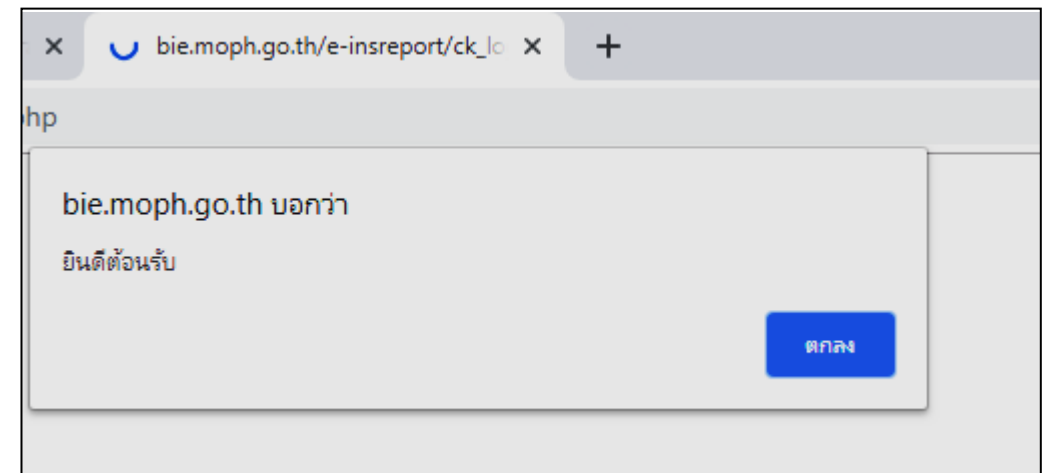 bie.moph.go.th/e-insreport/ck_lo
hp
bie.moph.go.th บอกว่า
ยินดีต้อนรับ
ตกลง